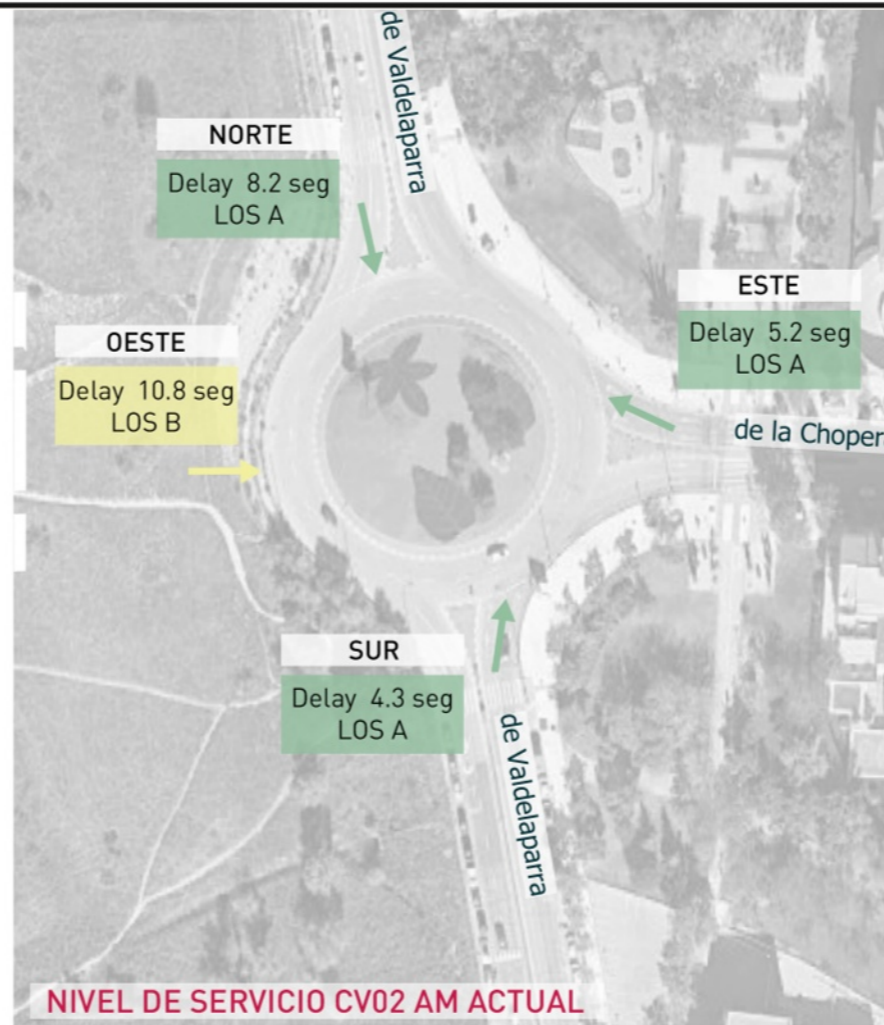 de Valdelaparra
NORTE
Delay 8.2 seg
LOS A
ESTE
Delay 5.2 seg
LOS A
OESTE
Delay 10.8 seg
LOS B
de la Choper
SUR
Delay 4.3 seg
LOS A
de Valdelaparra
NIVEL DE SERVICIO CV02 AM ACTUAL